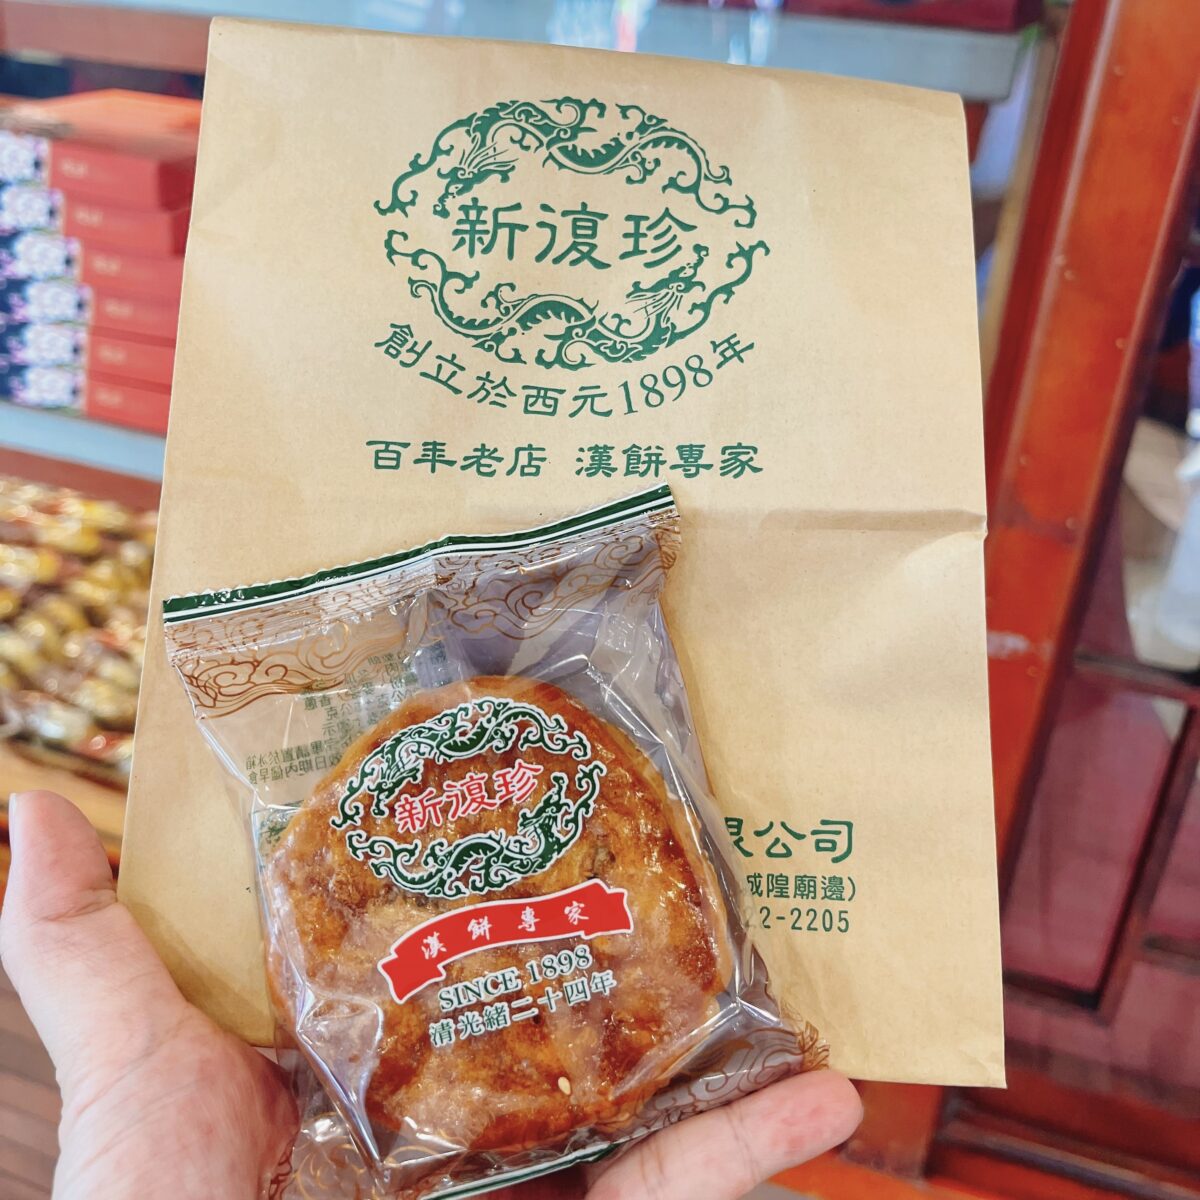 新復珍
創立於西元1898年
百年老店 漢餅專家
限公司
城隍廟邊)
22-2205
新復珍
漢餅專家
SINCE 1898
清光緒二十四年